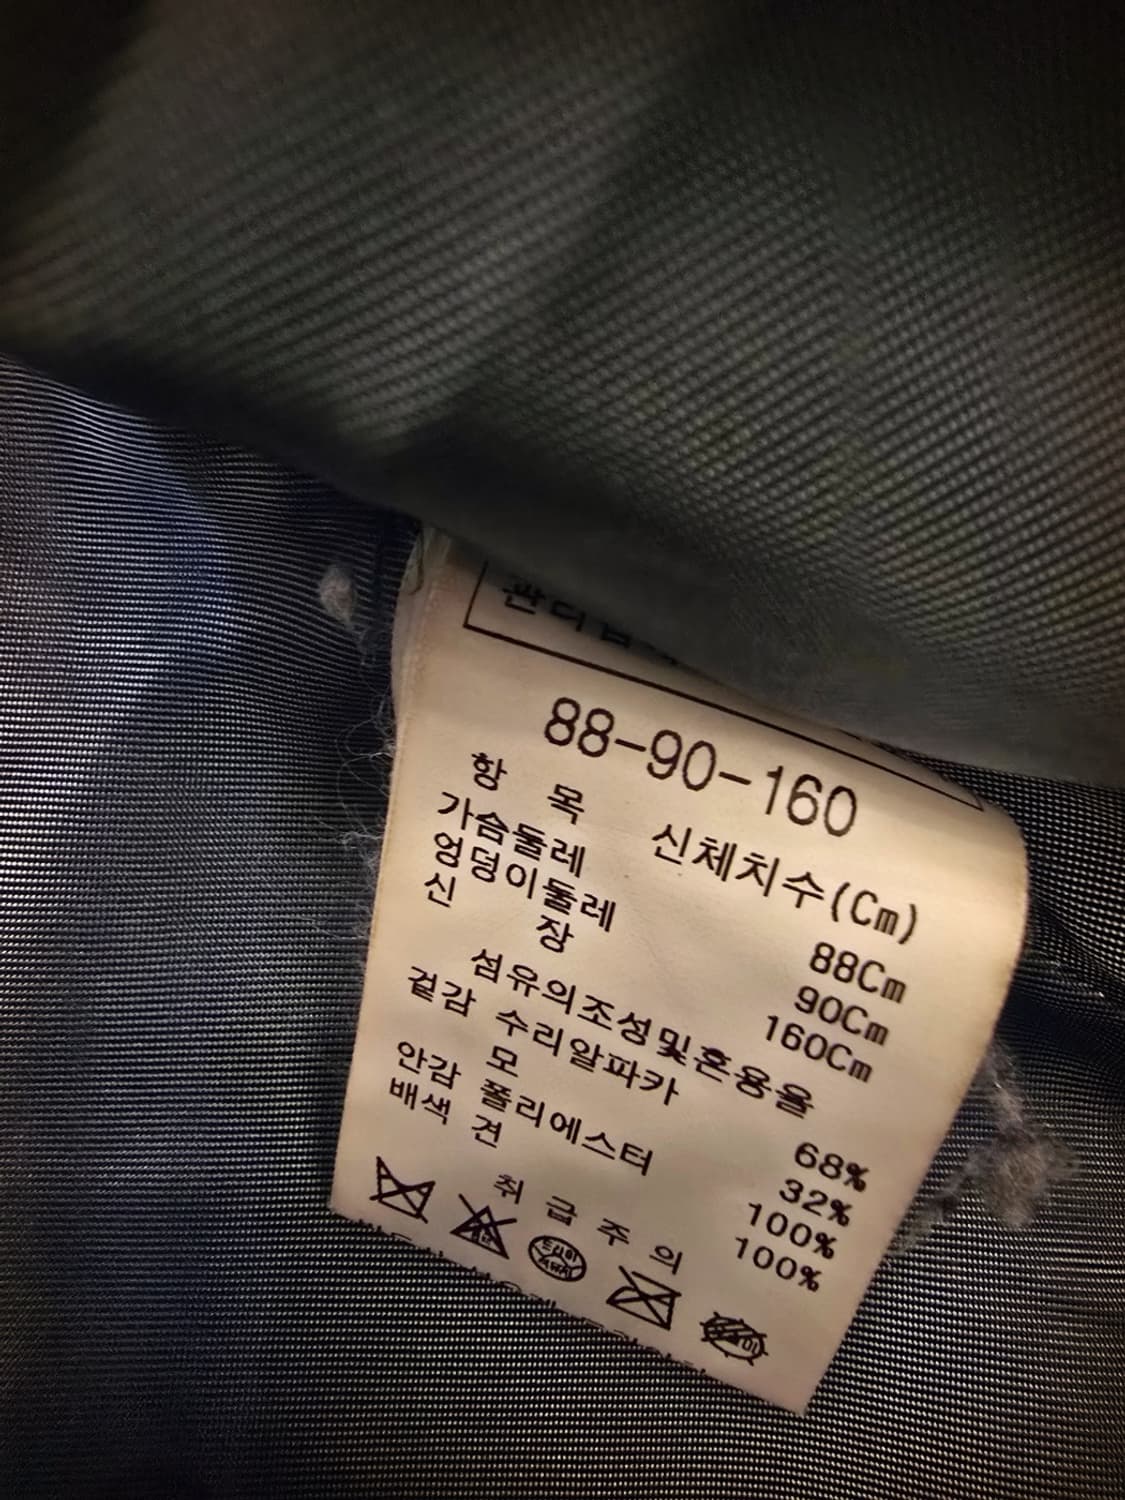 88-90-160
항 목 신체치수(Cm)
가슴둘레 88Cm
엉덩이둘레 90Cm
신 장 160Cm
섬유의조성및혼용율
겉감 수리알파카 68%
모 32%
안감 폴리에스터 100%
배색 견 100%
취 급 주 의